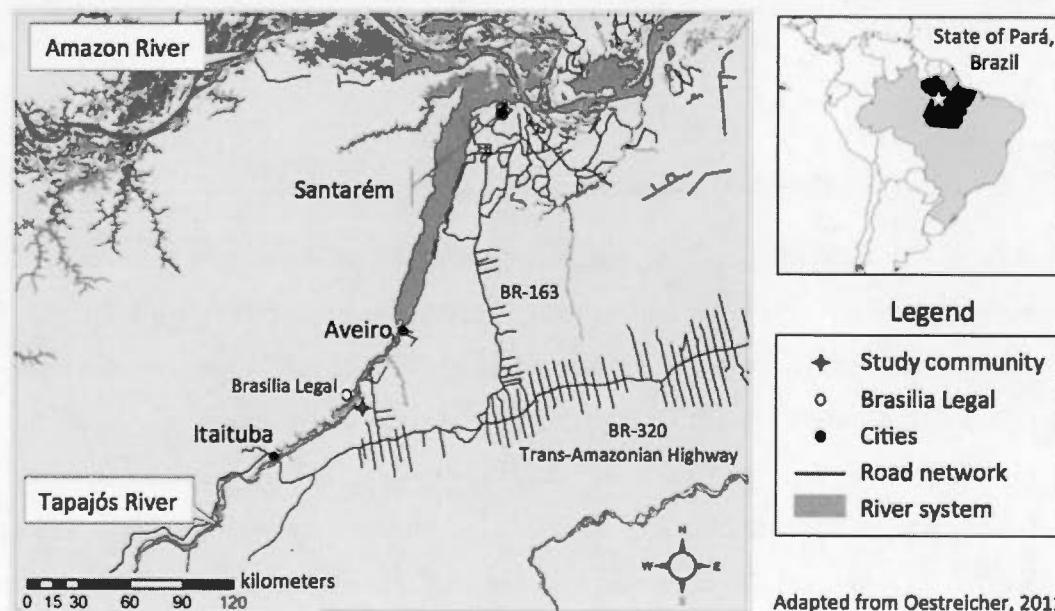 Amazon River
State of Pará,
Brazil
Santarém
BR-163
Aveiro
Brasilia Legal
Itaituba
BR-320
Trans-Amazonian Highway
Tapajós River
N
W
E
S
kilometers
0 15 30 60 90 120
Legend
Study community
Brasilia Legal
Cities
Road network
River system
Adapted from Oestreicher, 201